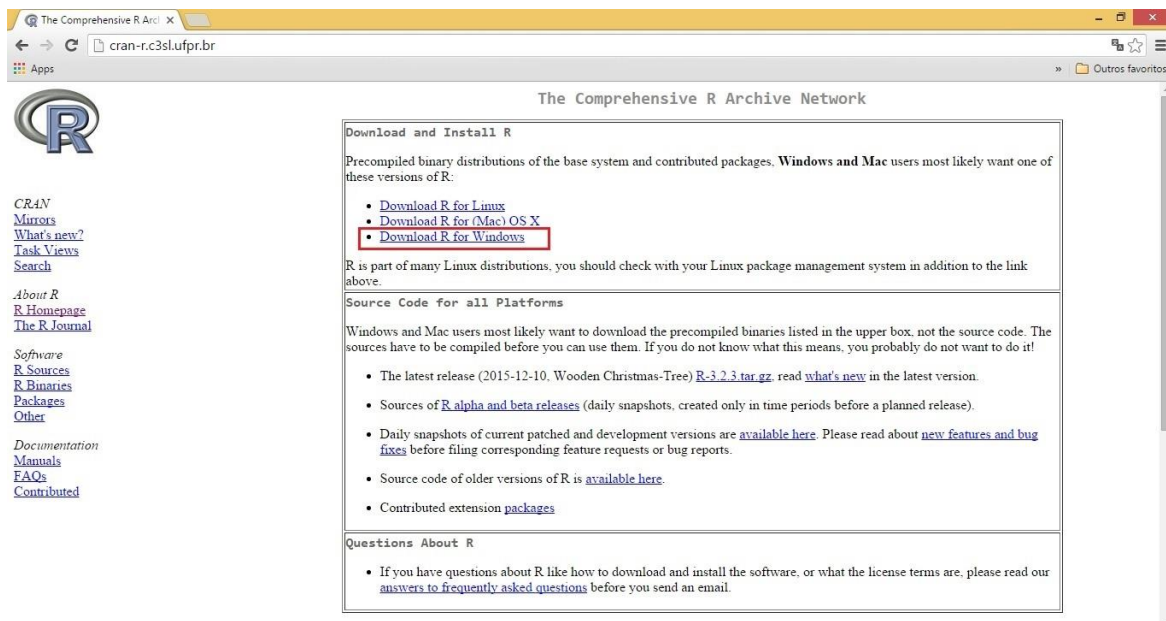 The Comprehensive R Arcl
cran-r.c3sl.ufpr.br
Apps
» Outros favoritos
R
CRAN
Mirrors
What's new?
Task Views
Search
About R
R Homepage
The R Journal
Software
R Sources
R Binaries
Packages
Other
Documentation
Manuals
FAQs
Contributed
The Comprehensive R Archive Network
Download and Install R
Precompiled binary distributions of the base system and contributed packages, Windows and Mac users most likely want one of
these versions of R:
• Download R for Linux
• Download R for (Mac) OS X
• Download R for Windows
R is part of many Linux distributions, you should check with your Linux package management system in addition to the link
above.
Source Code for all Platforms
Windows and Mac users most likely want to download the precompiled binaries listed in the upper box, not the source code. The
sources have to be compiled before you can use them. If you do not know what this means, you probably do not want to do it!
• The latest release (2015-12-10, Wooden Christmas-Tree) R-3.2.3.tar.gz, read what's new in the latest version.
• Sources of R alpha and beta releases (daily snapshots, created only in time periods before a planned release).
• Daily snapshots of current patched and development versions are available here. Please read about new features and bug
fixes before filing corresponding feature requests or bug reports.
• Source code of older versions of R is available here.
• Contributed extension packages
Questions About R
• If you have questions about R like how to download and install the software, or what the license terms are, please read our
answers to frequently asked questions before you send an email.